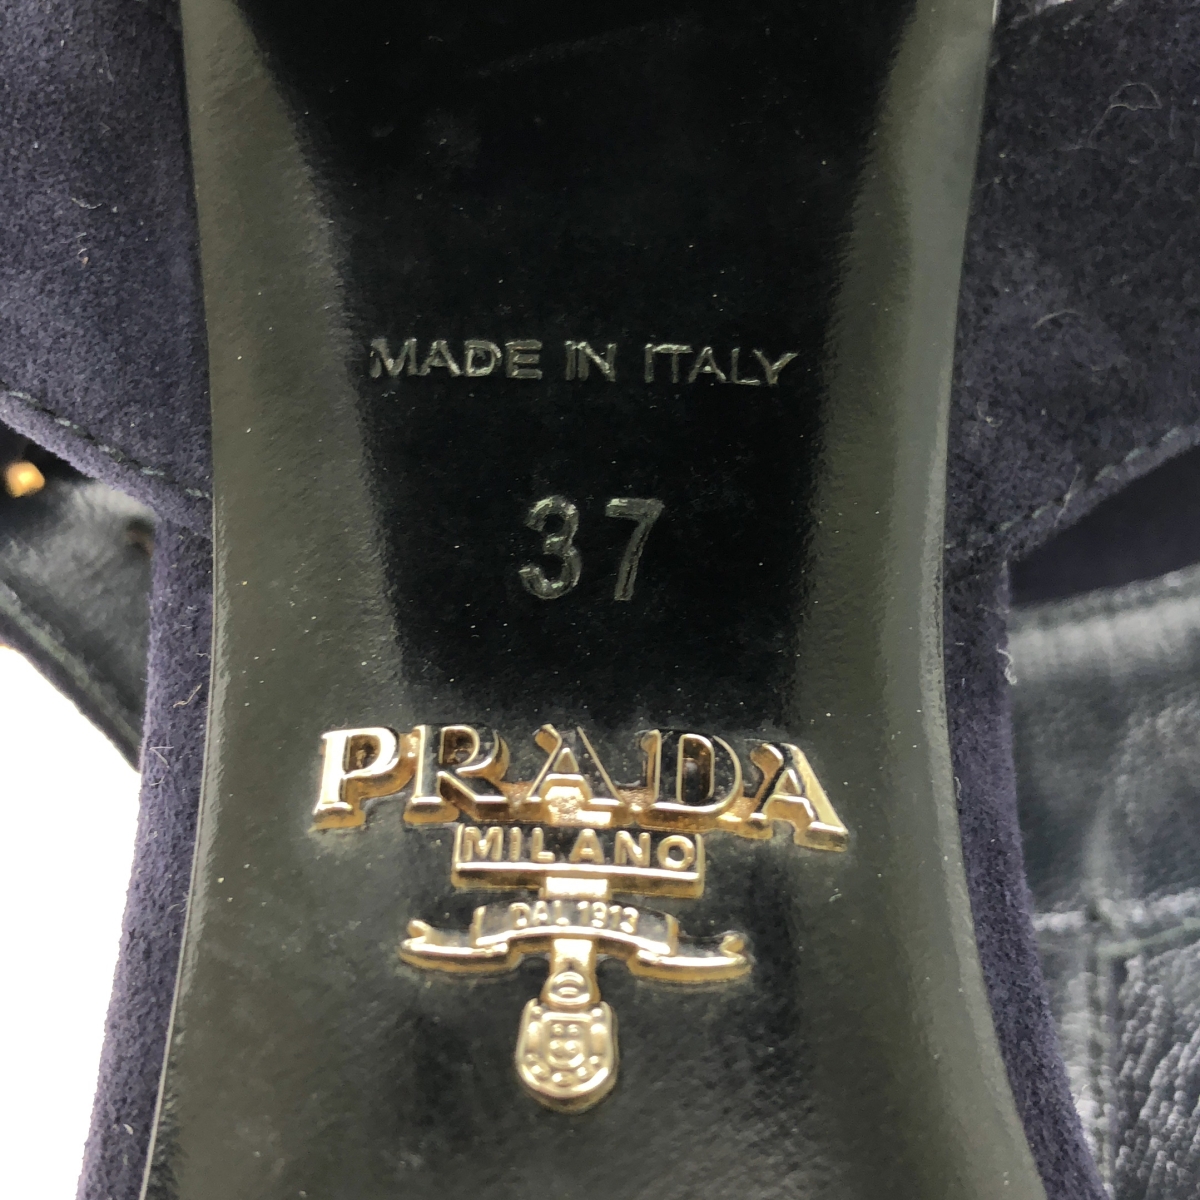 MADE IN ITALY
37
PRADA
MILANO
DAL 1913